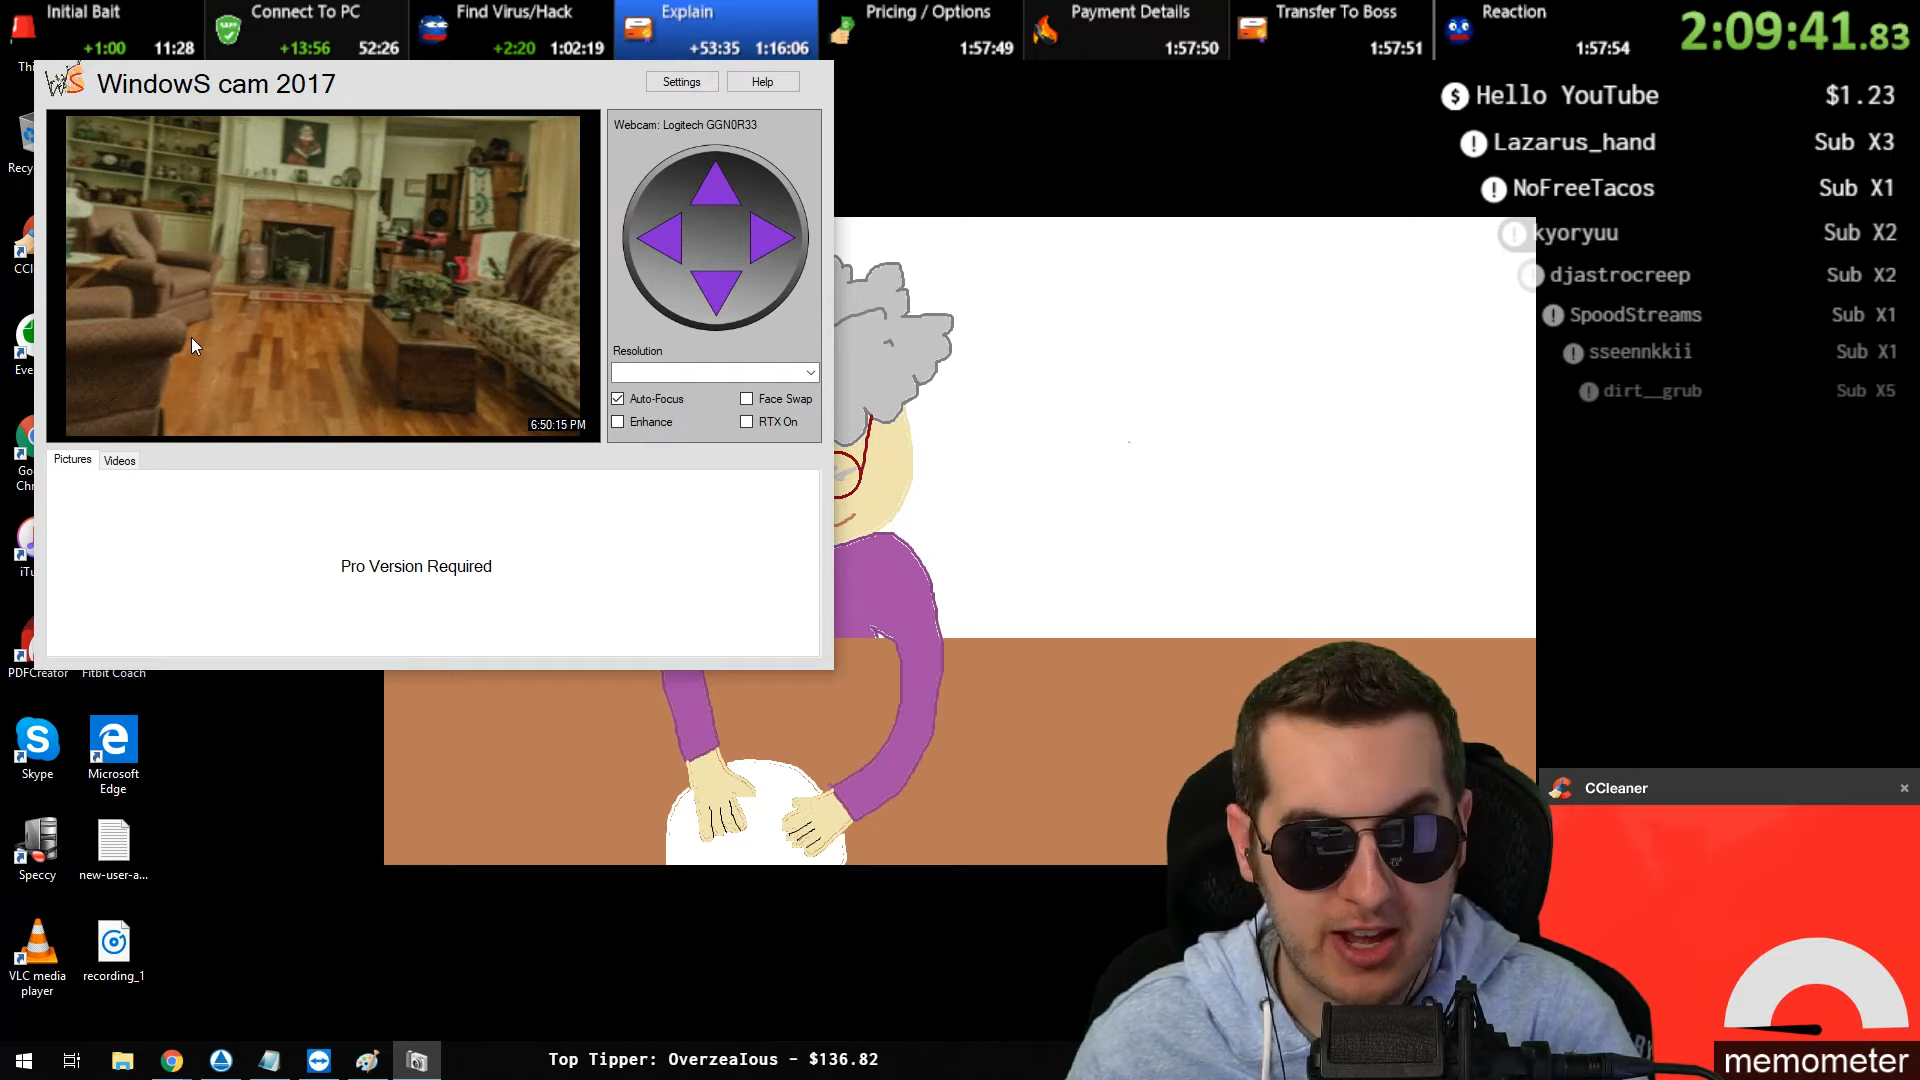 Initial Bait
+1:00 11:28
Connect To PC
+13:56 52:26
Find Virus/Hack
+2:20 1:02:19
Explain
+53:35 1:16:06
Pricing / Options
1:57:49
Payment Details
1:57:50
Transfer To Boss
1:57:51
Reaction
1:57:54
2:09:41.83
WindowS cam 2017
Settings
Help
Webcam: Logitech GGN0R33
Resolution
Auto-Focus
Face Swap
Enhance
RTX On
6:50:15 PM
Pictures
Videos
Pro Version Required
$ Hello YouTube $1.23
! Lazarus_hand Sub X3
! NoFreeTacos Sub X1
! kyoryuu Sub X2
djastrocreep Sub X2
! SpoodStreams Sub X1
! sseennkkii Sub X1
! dirt__grub Sub X5
Thi
Recy
CCl
Eve
Go
Chr
iTu
PDFCreator
Fitbit Coach
Skype
Microsoft
Edge
Speccy
new-user-a...
VLC media
player
recording_1
CCleaner
×
memometer
Top Tipper: Overzealous - $136.82